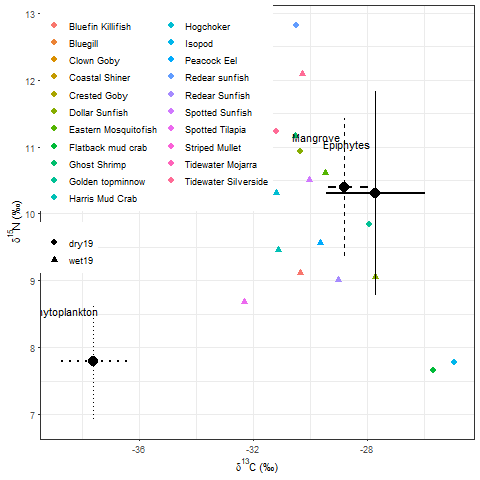 13
12
11
10
9
8
7
δ15N (‰)
Bluefin Killifish
Bluegill
Clown Goby
Coastal Shiner
Crested Goby
Dollar Sunfish
Eastern Mosquitofish
Flatback mud crab
Ghost Shrimp
Golden topminnow
Harris Mud Crab
Hogchoker
Isopod
Peacock Eel
Redear sunfish
Redear Sunfish
Spotted Sunfish
Spotted Tilapia
Striped Mullet
Tidewater Mojarra
Tidewater Silverside
dry19
wet19
Mangrove
Epiphytes
ytoplankton
-36
-32
-28
δ13C (‰)